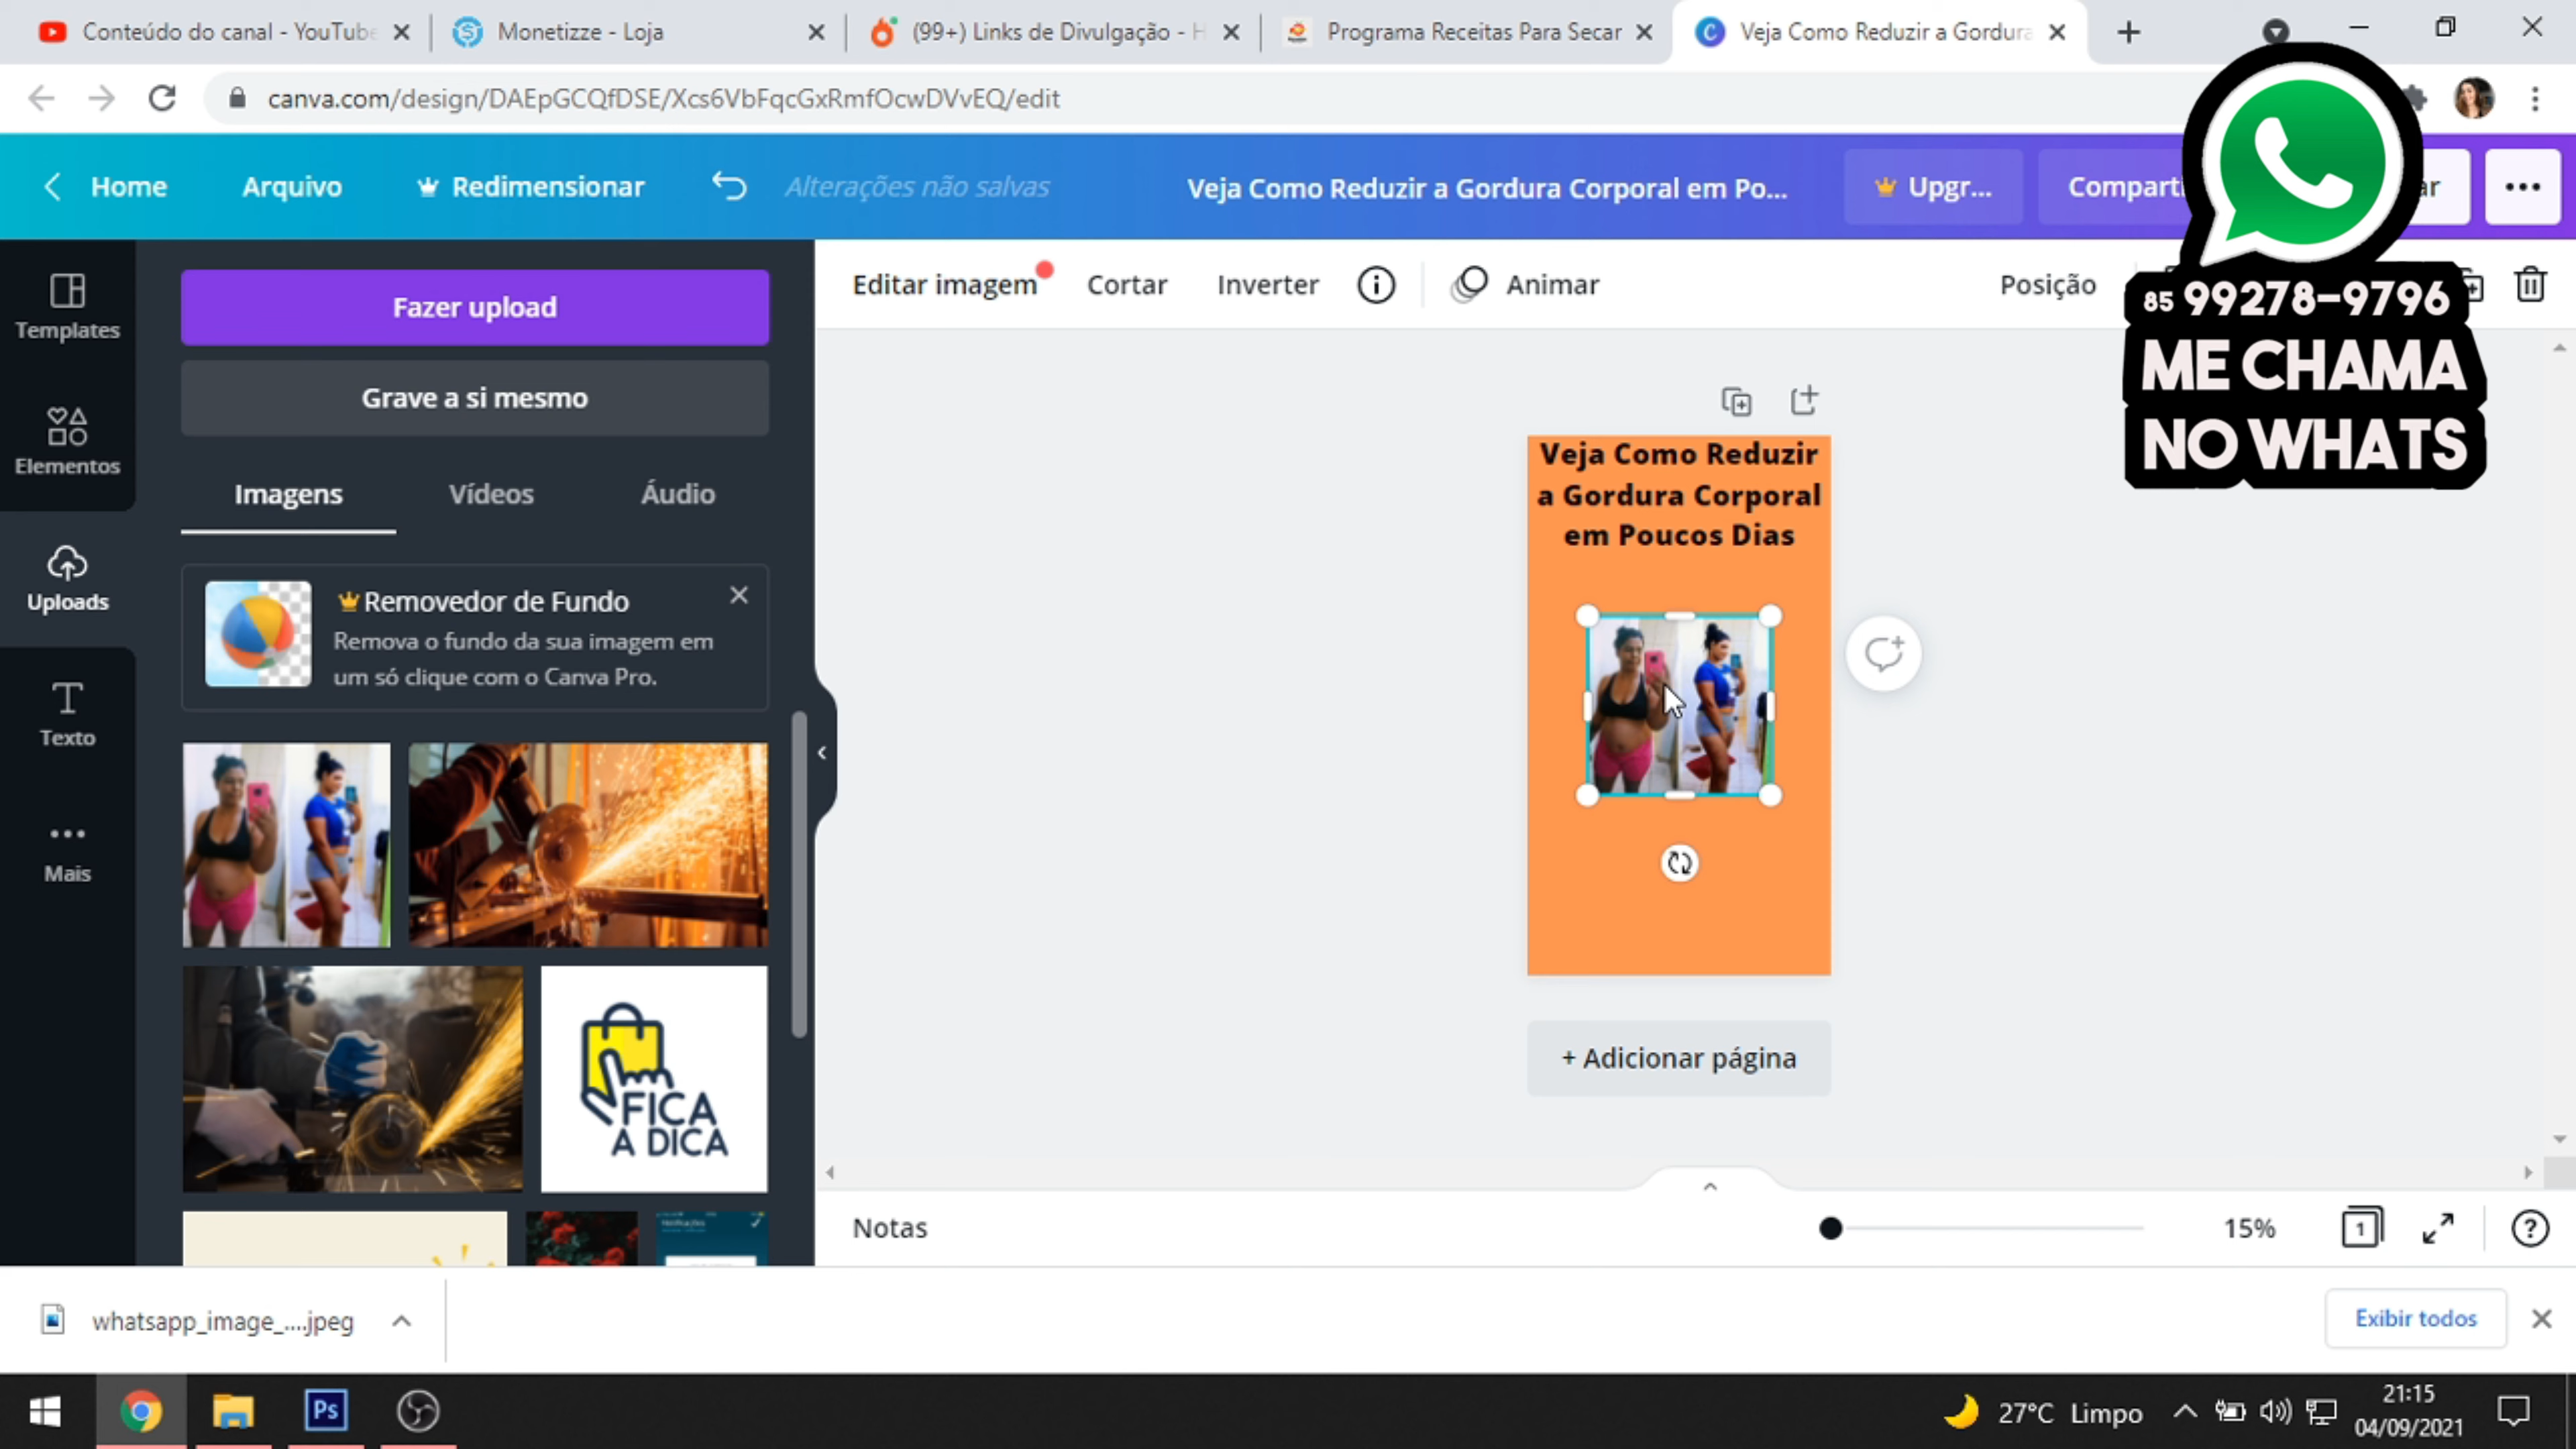 Conteúdo do canal - YouTube
Monetizze - Loja
(99+) Links de Divulgação - H
Programa Receitas Para Secar
Veja Como Reduzir a Gordura
canva.com/design/DAEpGCQfDSE/Xcs6VbFqcGxRmfOcwDVvEQ/edit
Home
Arquivo
Redimensionar
Alterações não salvas
Veja Como Reduzir a Gordura Corporal em Po...
Upgr...
Comparti
ar
Templates
Elementos
Uploads
Texto
Mais
Fazer upload
Grave a si mesmo
Imagens
Vídeos
Áudio
Removedor de Fundo
Remova o fundo da sua imagem em
um só clique com o Canva Pro.
FICA
A DICA
Editar imagem
Cortar
Inverter
Animar
Posição
85 99278-9796
ME CHAMA
NO WHATS
Veja Como Reduzir
a Gordura Corporal
em Poucos Dias
+ Adicionar página
Notas
15%
1
whatsapp_image_....jpeg
Exibir todos
Ps
27°C Limpo
21:15
04/09/2021